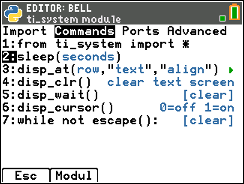 EDITOR: BELL
ti_system module
Import Commands Ports Advanced
1:from ti_system import *
2:sleep(seconds)
3:disp_at(row,"text","align") ▸
4:disp_clr() clear text screen
5:disp_wait() [clear]
6:disp_cursor() 0=off 1=on
7:while not escape(): [clear]
Esc Modul